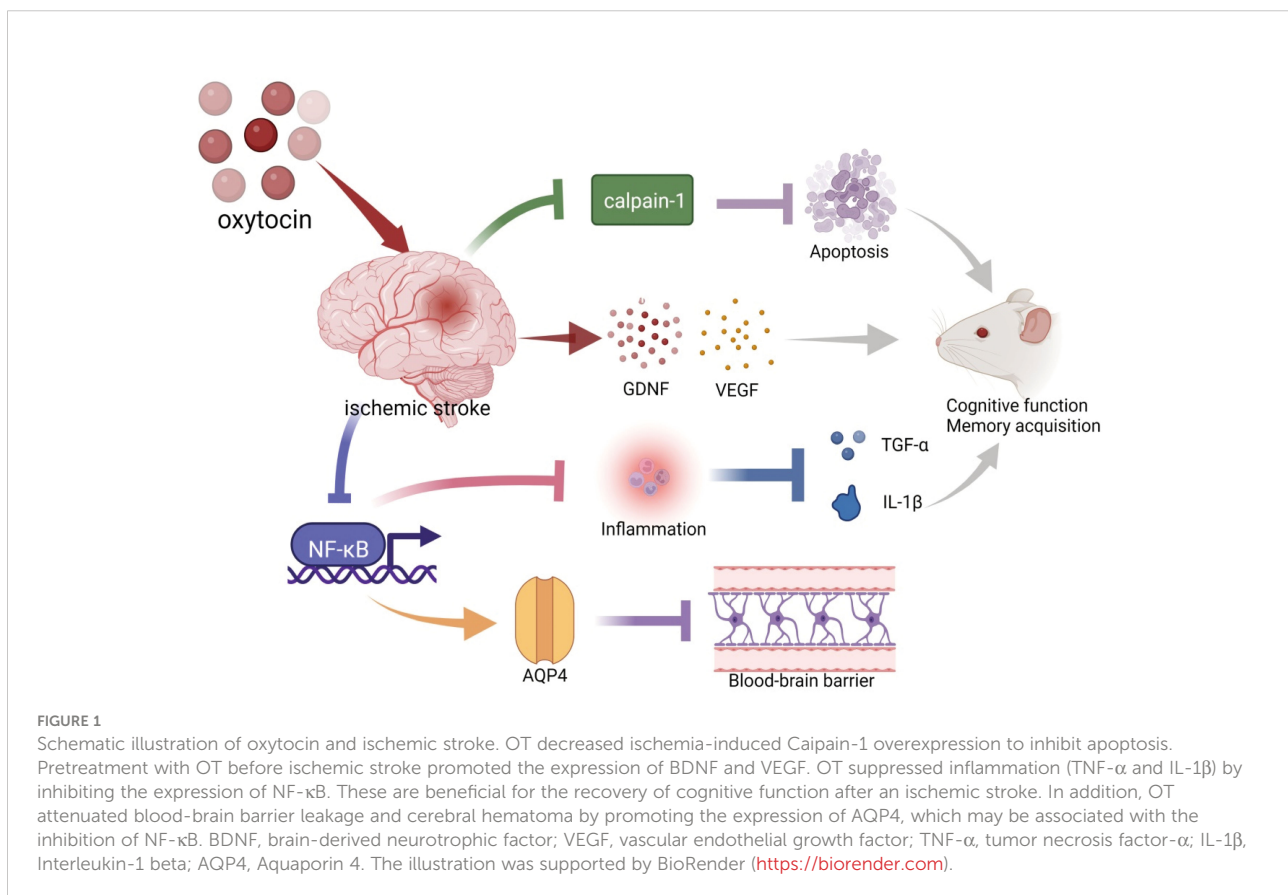 oxytocin
calpain-1
Apoptosis
ischemic stroke
GDNF
VEGF
Cognitive function
Memory acquisition
TGF-α
IL-1β
Inflammation
NF-κB
AQP4
Blood-brain barrier
FIGURE 1
Schematic illustration of oxytocin and ischemic stroke. OT decreased ischemia-induced Caipain-1 overexpression to inhibit apoptosis.
Pretreatment with OT before ischemic stroke promoted the expression of BDNF and VEGF. OT suppressed inflammation (TNF-α and IL-1β) by
inhibiting the expression of NF-κB. These are beneficial for the recovery of cognitive function after an ischemic stroke. In addition, OT
attenuated blood-brain barrier leakage and cerebral hematoma by promoting the expression of AQP4, which may be associated with the
inhibition of NF-κB. BDNF, brain-derived neurotrophic factor; VEGF, vascular endothelial growth factor; TNF-α, tumor necrosis factor-α; IL-1β,
Interleukin-1 beta; AQP4, Aquaporin 4. The illustration was supported by BioRender (https://biorender.com).